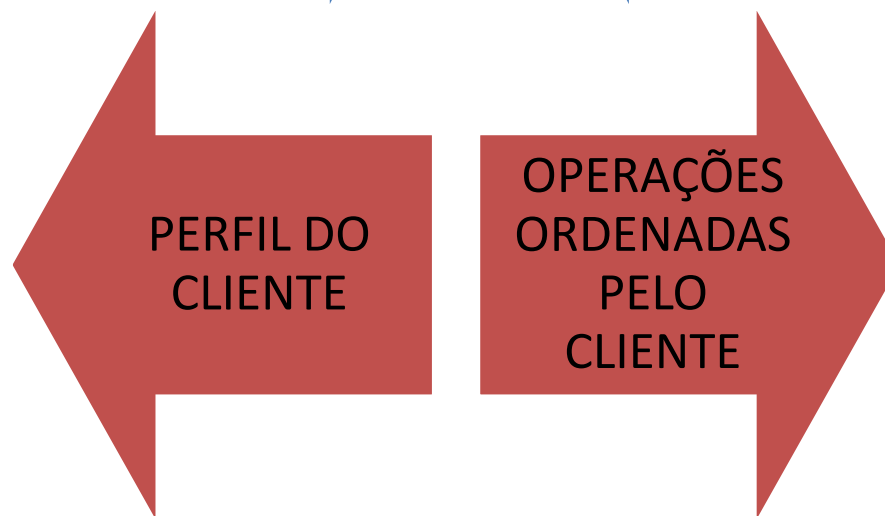 PERFIL DO
CLIENTE
OPERAÇÕES
ORDENADAS
PELO
CLIENTE